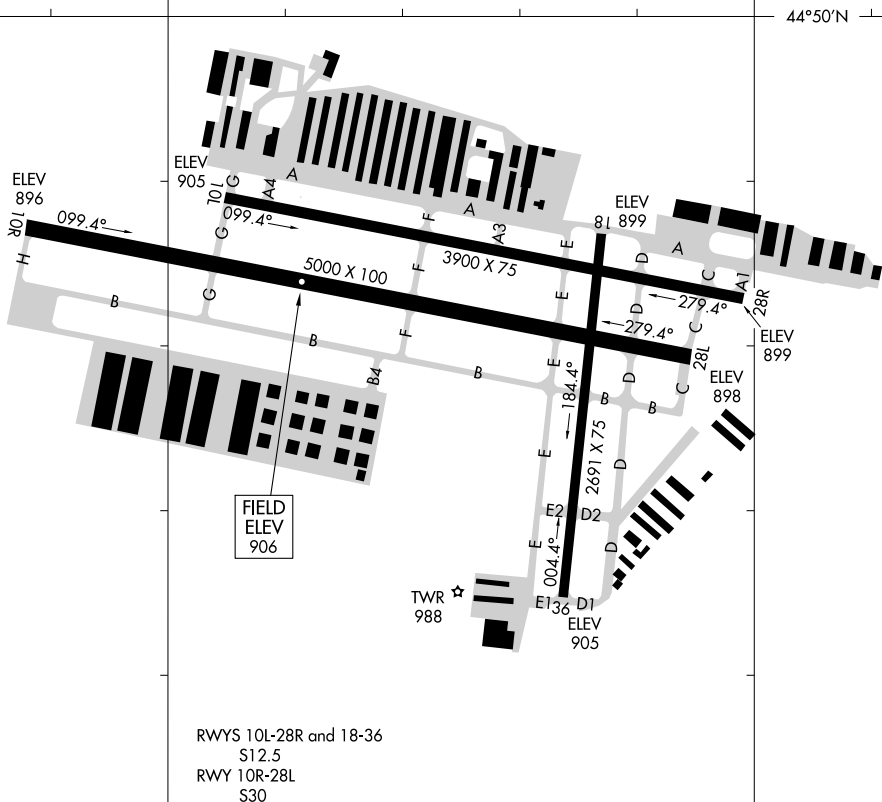 44°50'N
ELEV
905
ELEV
896
10R
099.4°
10L
G
A4
A
099.4°
F
A
A3
ELEV
899
18
E
D
A
C
A1
28R
H
G
F
3900 X 75
5000 X 100
E
279.4°
D
C
279.4°
ELEV
899
B
G
B
F
B4
B
E
184.4°
B
D
B
C
28L
ELEV
898
2691 X 75
E
D
FIELD
ELEV
906
E2
D2
E
004.4°
D
TWR
988
E1
36
D1
ELEV
905
RWYS 10L-28R and 18-36
S12.5
RWY 10R-28L
S30